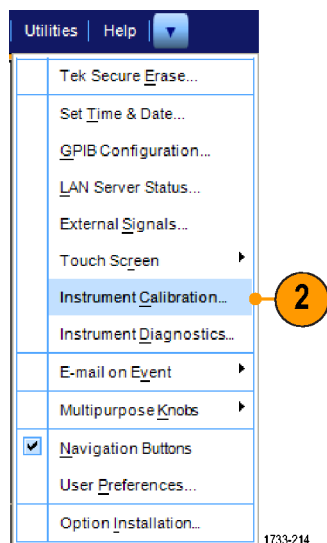 Utilities | Help |
Tek Secure Erase...
Set Time & Date...
GPIB Configuration...
LAN Server Status...
External Signals...
Touch Screen
Instrument Calibration...
2
Instrument Diagnostics...
E-mail on Event
Multipurpose Knobs
Navigation Buttons
User Preferences...
Option Installation...
1733-214